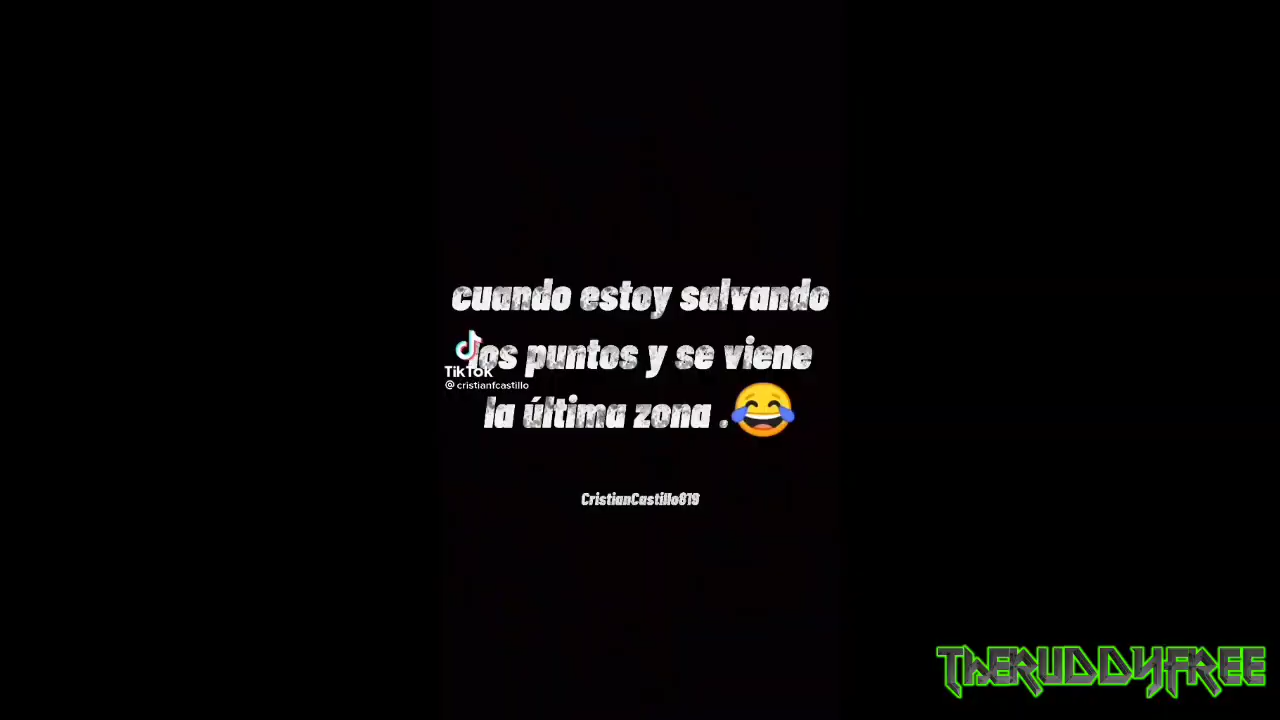 cuando estoy salvando
los puntos y se viene
la última zona .😂
TikTok
@cristianfcastillo
CristianCastillo819
TheRuddyFree